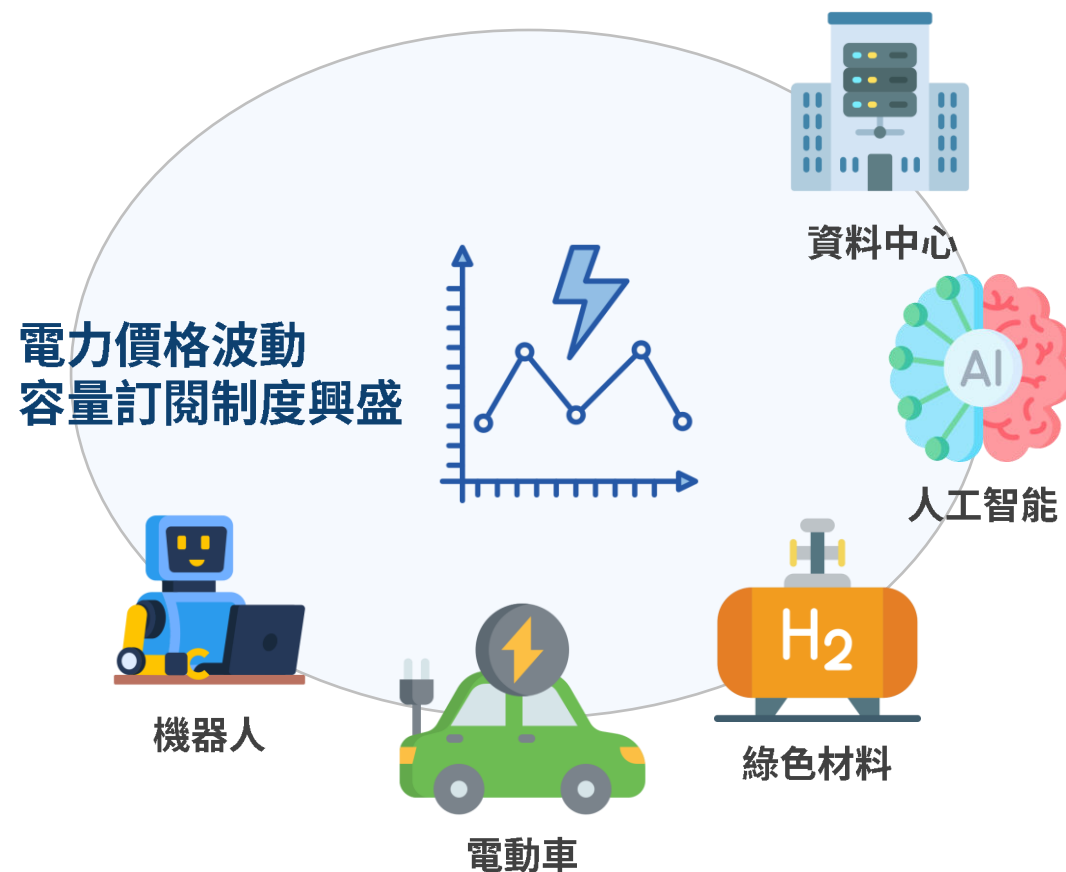 資料中心
電力價格波動
容量訂閱制度興盛
AI
人工智能
H2
機器人
綠色材料
電動車